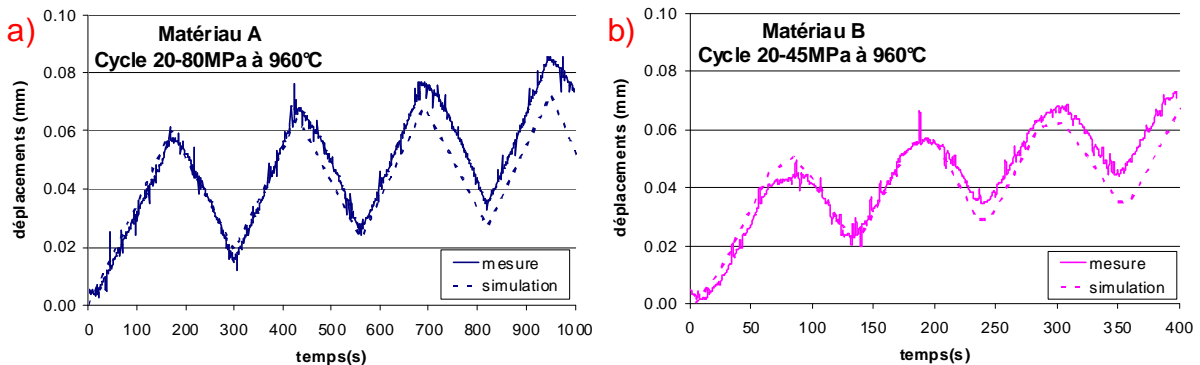 a)
Matériau A
Cycle 20-80MPa à 960°C
déplacements (mm)
0.10
0.08
0.06
0.04
0.02
0.00
0 100 200 300 400 500 600 700 800 900 1000
temps(s)
mesure
simulation
b)
Matériau B
Cycle 20-45MPa à 960°C
déplacements (mm)
0.10
0.08
0.06
0.04
0.02
0.00
0 50 100 150 200 250 300 350 400
temps(s)
mesure
simulation